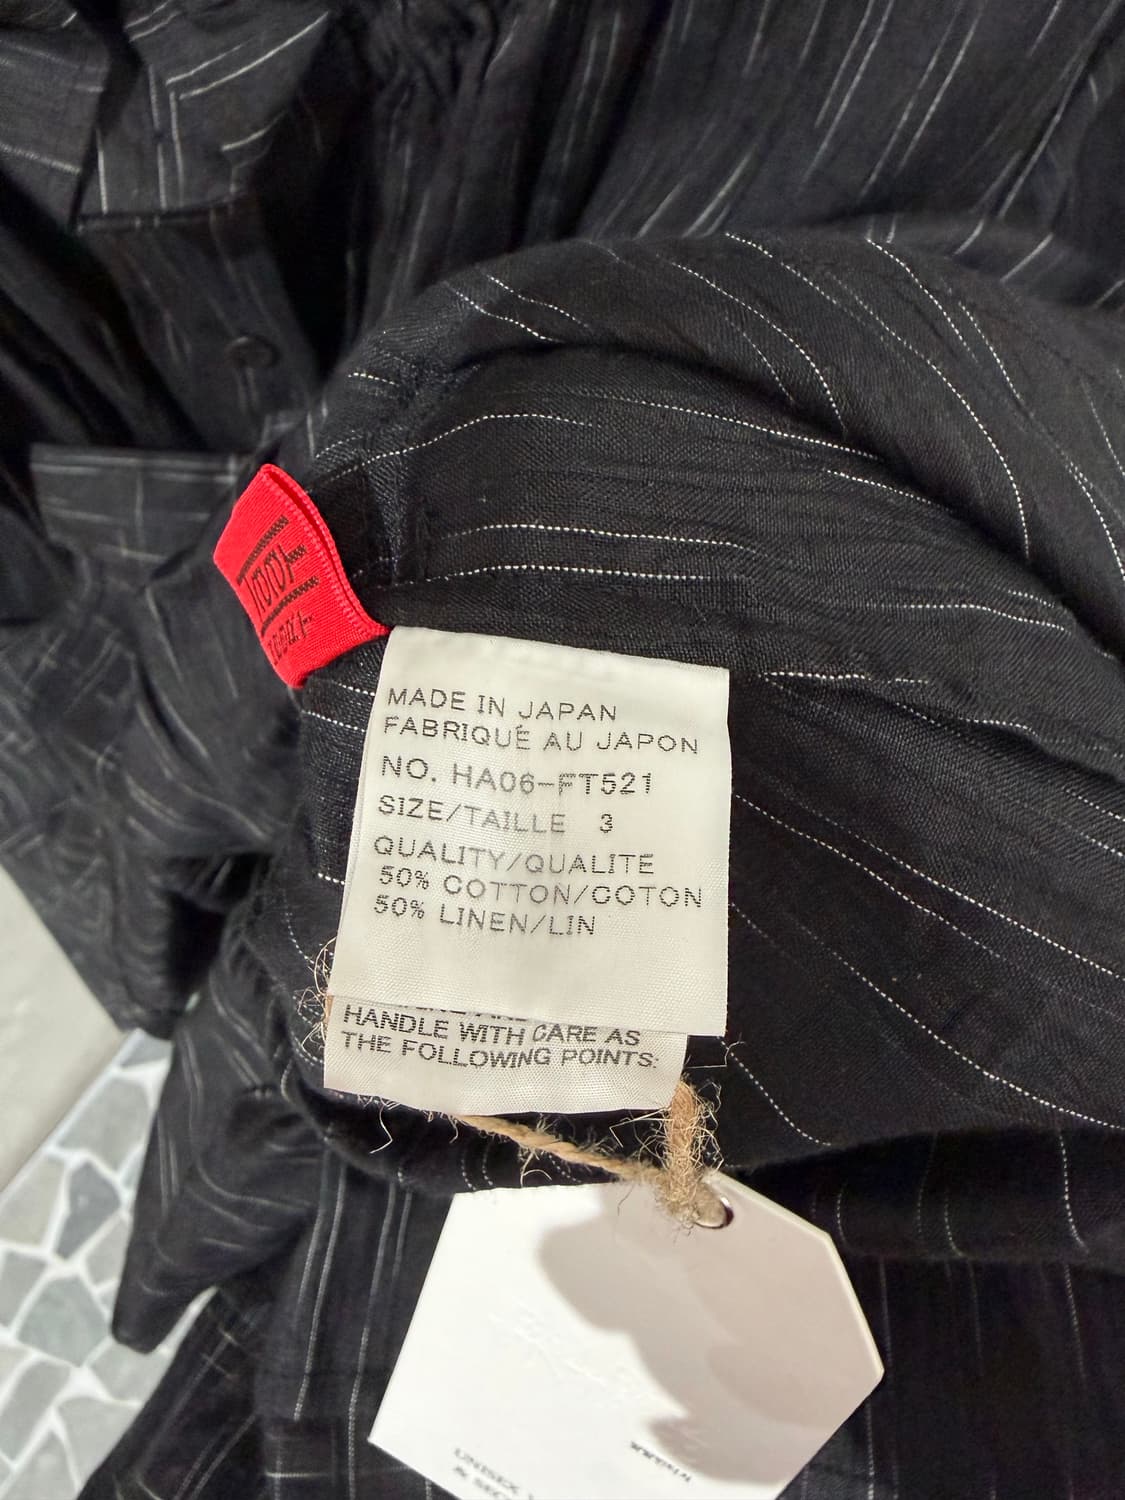 MADE IN JAPAN
FABRIQUÉ AU JAPON
NO. HA06-FT521
SIZE/TAILLE 3
QUALITY/QUALITÉ
50% COTTON/COTON
50% LINEN/LIN
HANDLE WITH CARE AS
THE FOLLOWING POINTS: